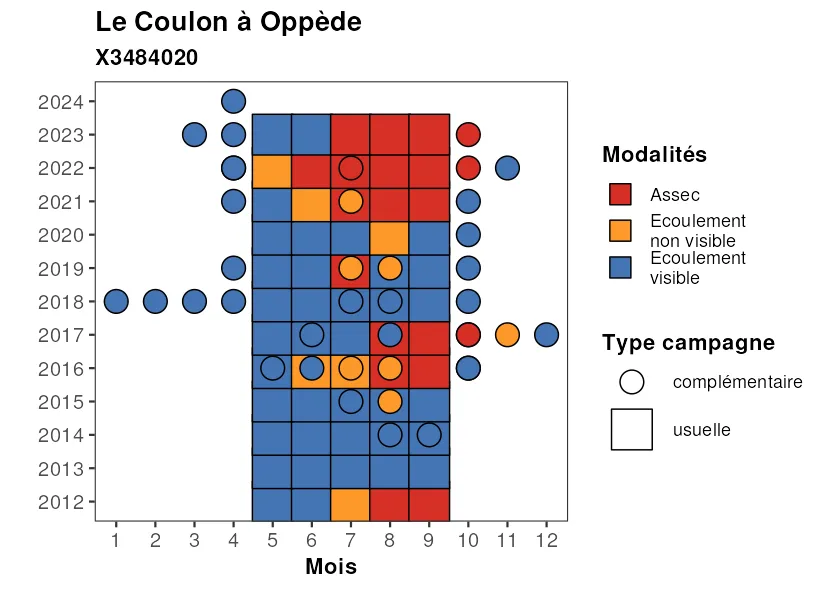 Le Coulon à Oppède
X3484020
2024
2023
2022
2021
2020
2019
2018
2017
2016
2015
2014
2013
2012
1 2 3 4 5 6 7 8 9 10 11 12
Mois
Modalités
Assec
Ecoulement
non visible
Ecoulement
visible
Type campagne
complémentaire
usuelle